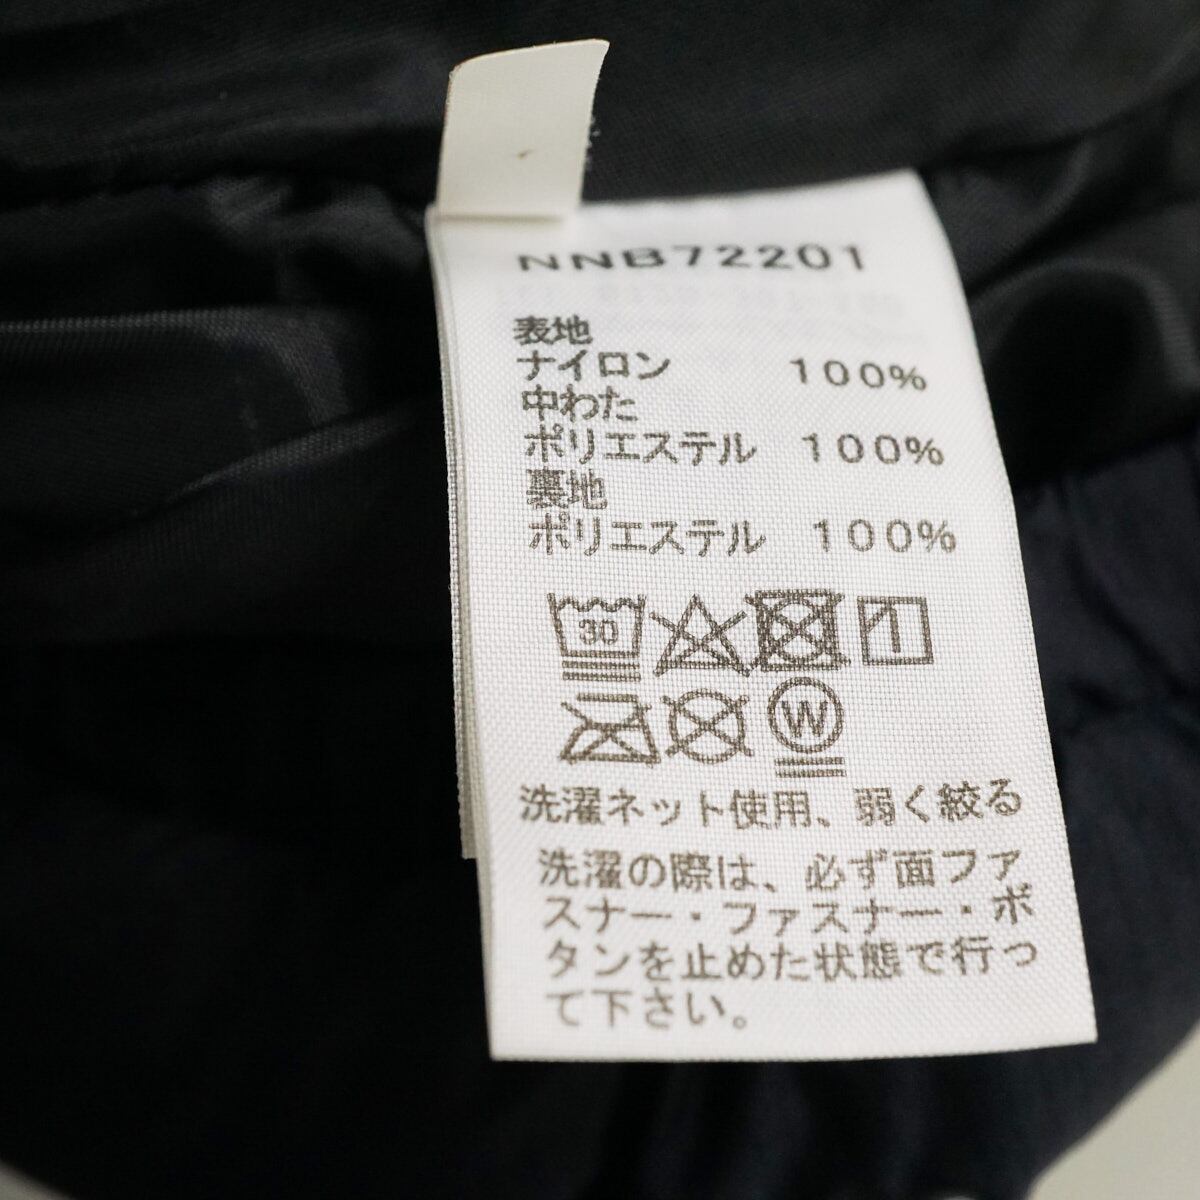 NNB72201
表地
ナイロン 100%
中わた
ポリエステル 100%
裏地
ポリエステル 100%
30
W
洗濯ネット使用、弱く絞る
洗濯の際は、必ず面ファ
スナー・ファスナー・ボ
タンを止めた状態で行っ
て下さい。